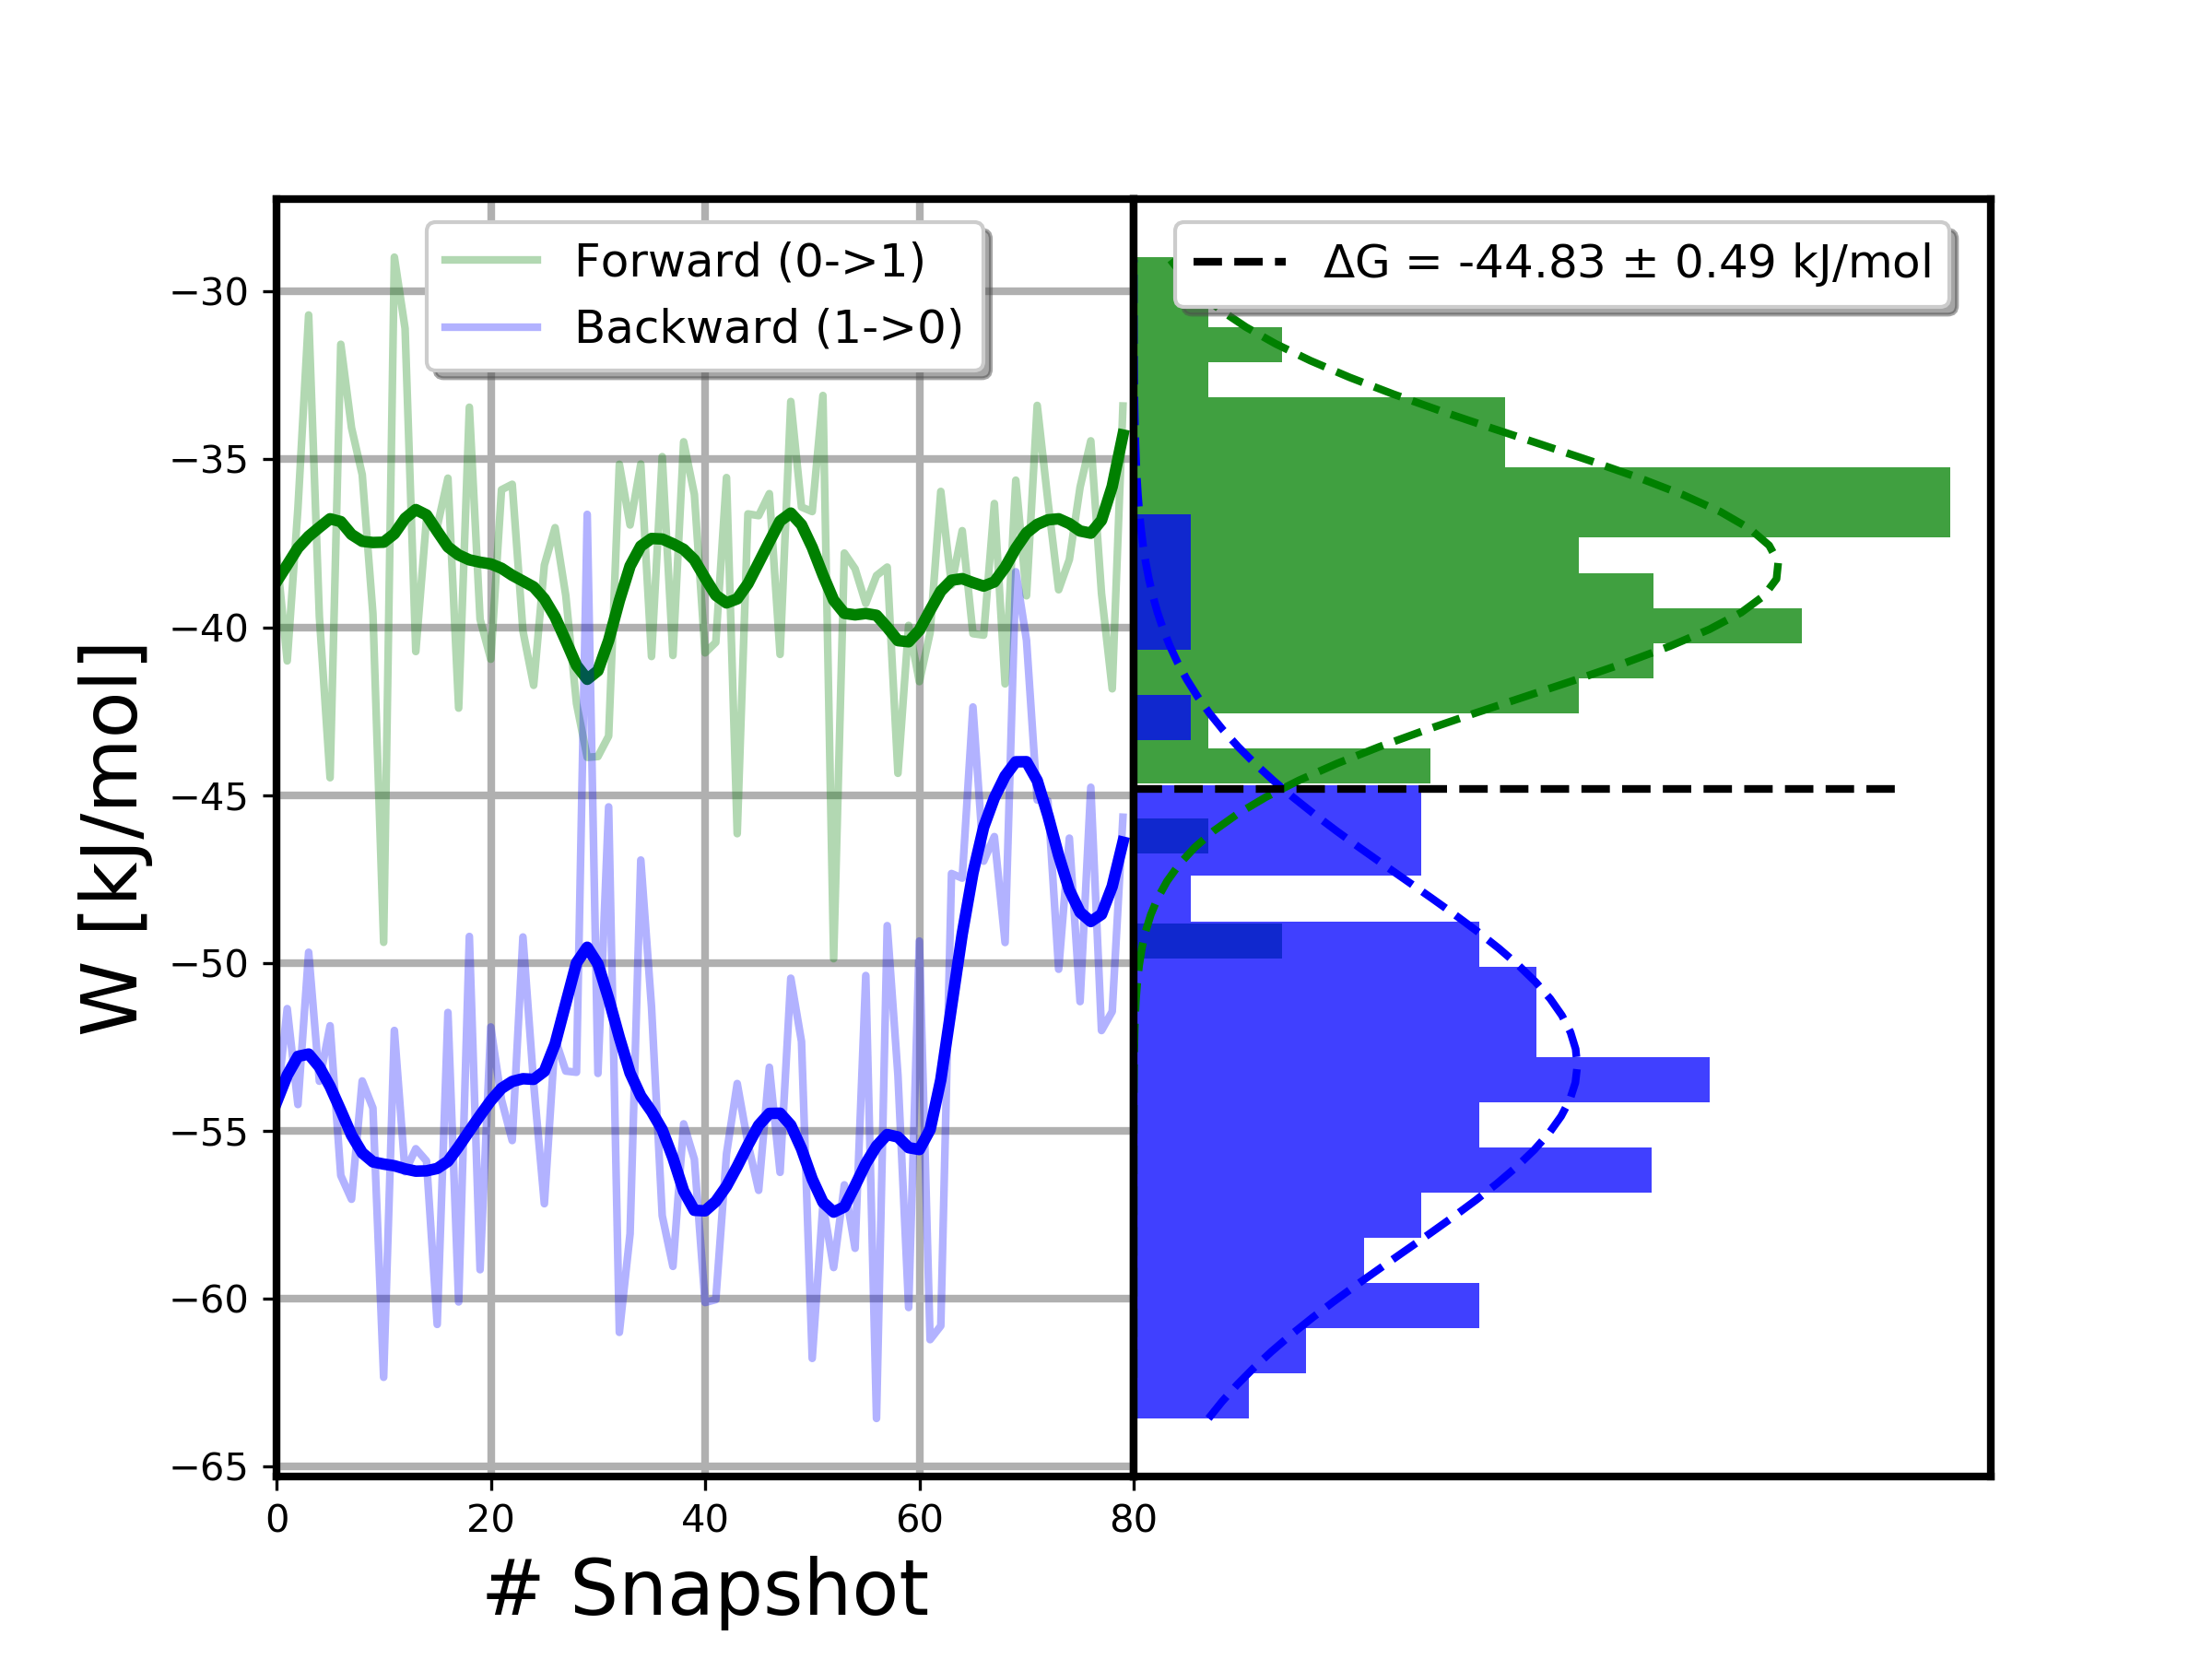 Forward (0->1)
Backward (1->0)
ΔG = -44.83 ± 0.49 kJ/mol
W [kJ/mol]
−30
−35
−40
−45
−50
−55
−60
−65
0 20 40 60 80
# Snapshot